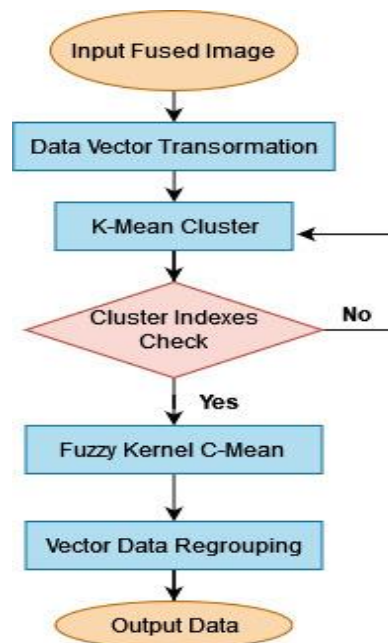 Input Fused Image
Data Vector Transormation
K-Mean Cluster
Cluster Indexes
Check
No
Yes
Fuzzy Kernel C-Mean
Vector Data Regrouping
Output Data